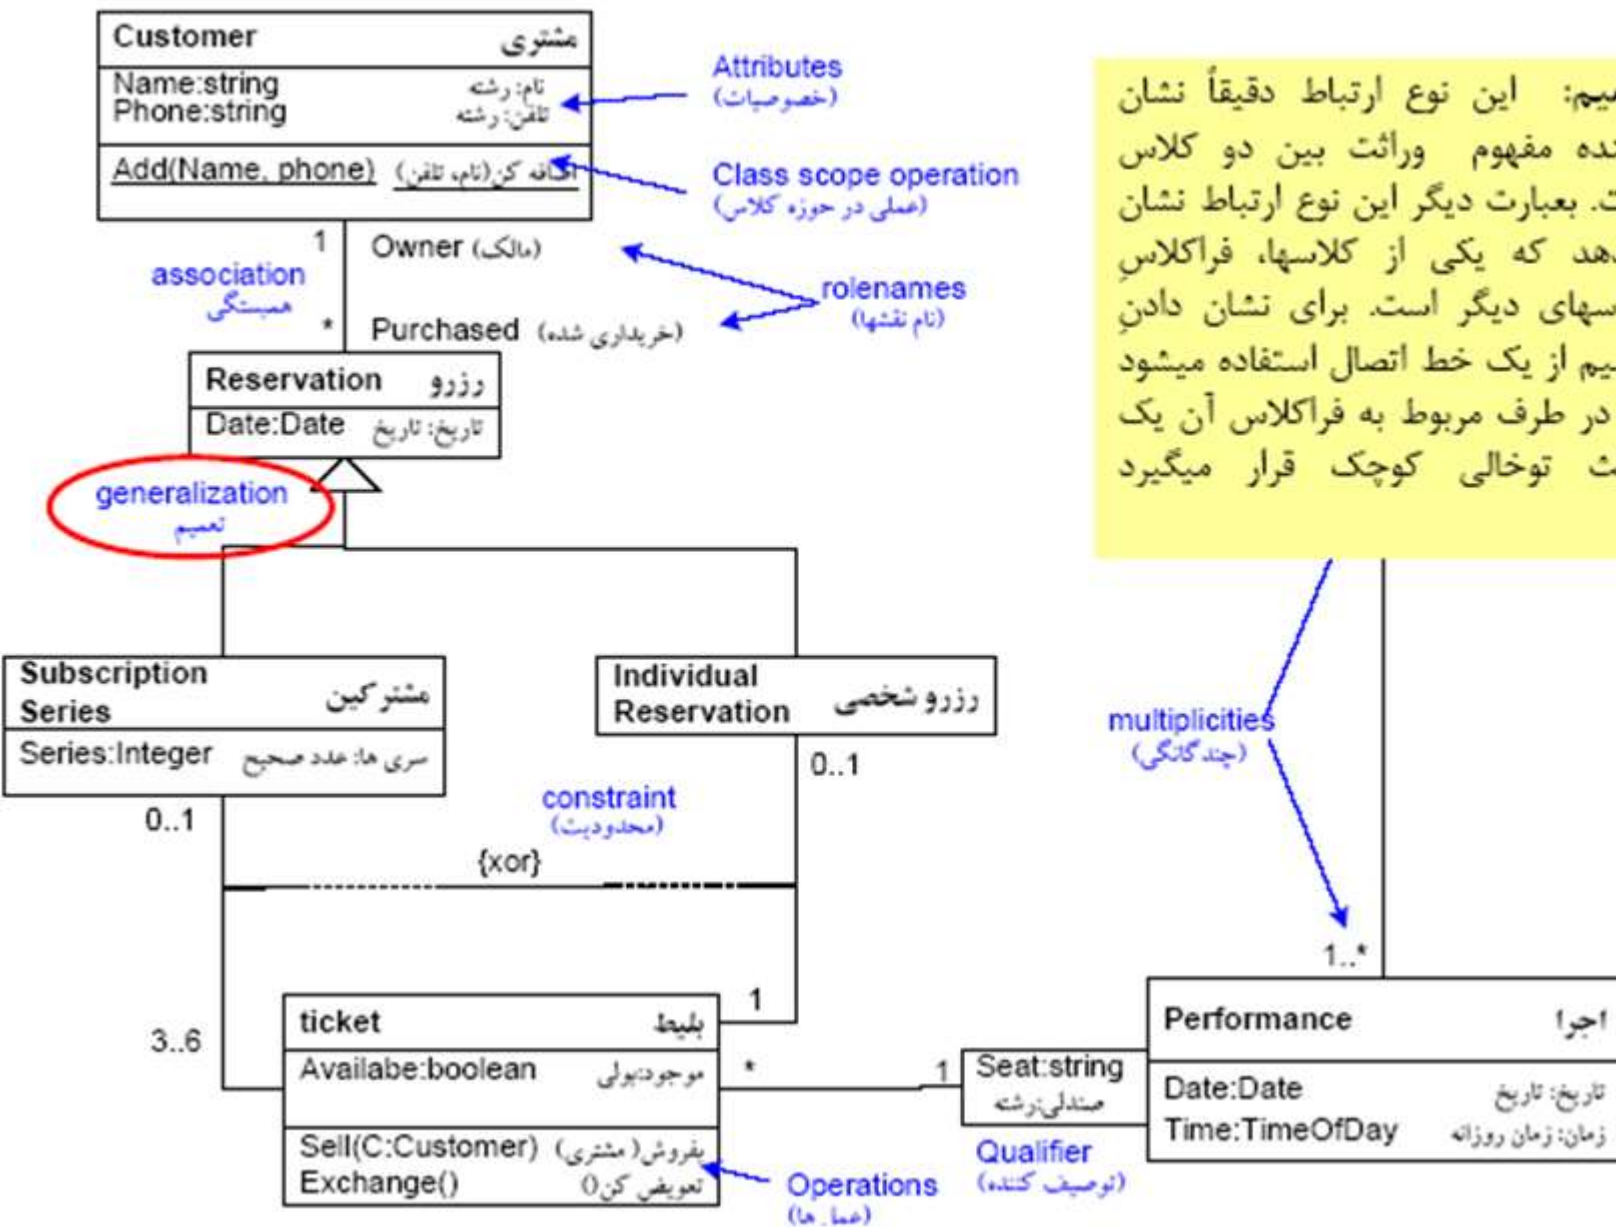 Customer مشتری
Name:string نام: رشته
Phone:string تلفن: رشته
Add(Name, phone) اضافه کن(نام، تلفن)
Attributes
(خصوصیات)
Class scope operation
(عملی در حوزه کلاس)
1
Owner (مالک)
association
همبستگی
rolenames
(نام نقشها)
*
Purchased (خریداری شده)
Reservation رزرو
Date:Date تاریخ: تاریخ
generalization
تعمیم
این نوع ارتباط دقیقاً نشان
مفهوم وراثت بین دو کلاس
بعبارت دیگر این نوع ارتباط نشان
که یکی از کلاسها، فراکلاسِ
دیگر است. برای نشان دادنِ
از یک خط اتصال استفاده میشود
در طرف مربوط به فراکلاس آن یک
توخالی کوچک قرار میگیرد
Subscription
Series مشترکین
Series:Integer سری ها: عدد صحیح
Individual
Reservation رزرو شخصی
multiplicities
(چندگانگی)
0..1
0..1
constraint
(محدودیت)
{xor}
1..*
3..6
1
ticket بلیط
Availabe:boolean موجود:بولی
Sell(C:Customer) بفروش(مشتری)
Exchange() تعویض کن()
*
1
Seat:string
صندلی:رشته
Performance اجرا
Date:Date تاریخ: تاریخ
Time:TimeOfDay زمان: زمان روزانه
Qualifier
(توصیف کننده)
Operations
(عمل ها)